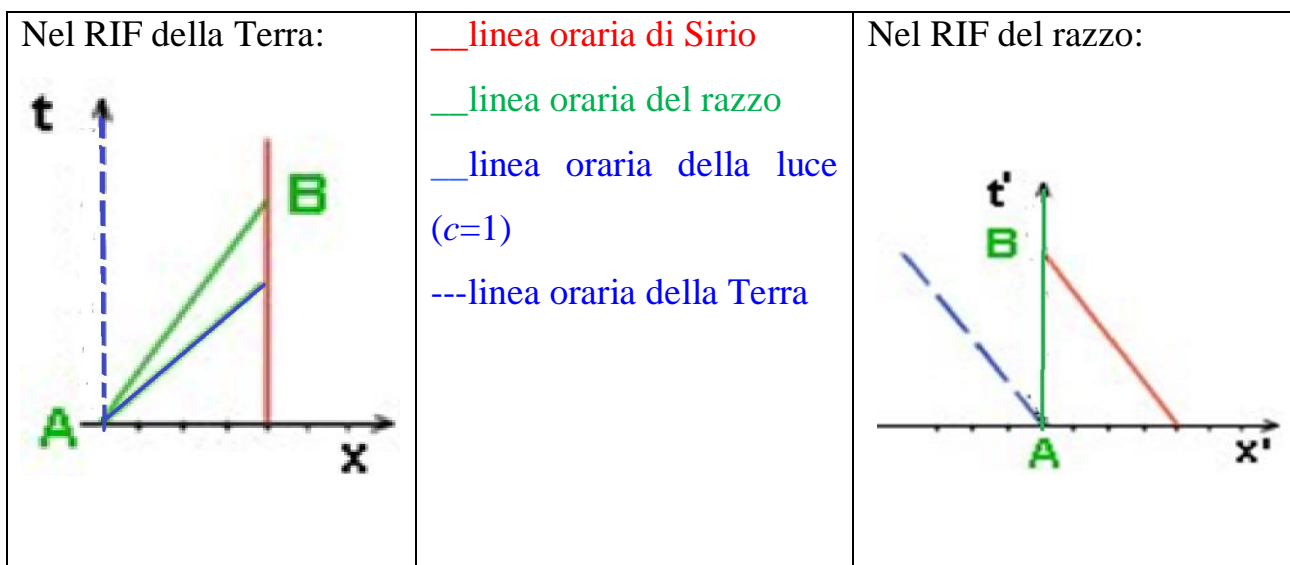 Nel RIF della Terra:
t
B
A
x
__linea oraria di Sirio
__linea oraria del razzo
__linea oraria della luce
(c=1)
---linea oraria della Terra
Nel RIF del razzo:
t'
B
A
x'